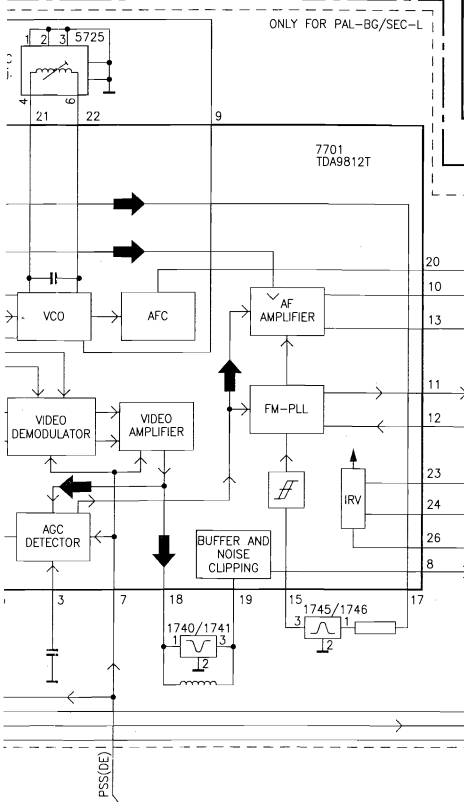 ONLY FOR PAL-BG/SEC-L
1 2 3 5725
4 6
21 22 9
7701
TDA9812T
20
VCO
AFC
AF
AMPLIFIER
10
13
VIDEO
DEMODULATOR
VIDEO
AMPLIFIER
FM-PLL
11
12
AGC
DETECTOR
IRV
23
24
26
BUFFER AND
NOISE
CLIPPING
8
3 7 18 19 15 17
1740/1741
1 3
2
1745/1746
3 1
2
PSS(DE)